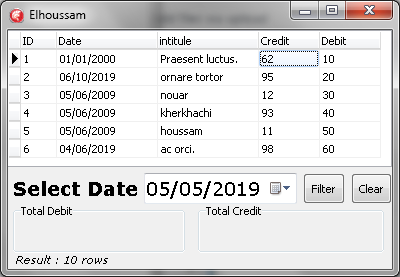 Elhoussam
ID Date intitule Credit Debit
1 01/01/2000 Praesent luctus. 62 10
2 06/10/2019 ornare tortor 95 20
3 05/06/2009 nouar 12 30
4 05/06/2009 kherkhachi 93 40
5 05/06/2009 houssam 11 50
6 04/06/2019 ac orci. 98 60
Select Date 05/05/2019 Filter Clear
Total Debit Total Credit
Result : 10 rows